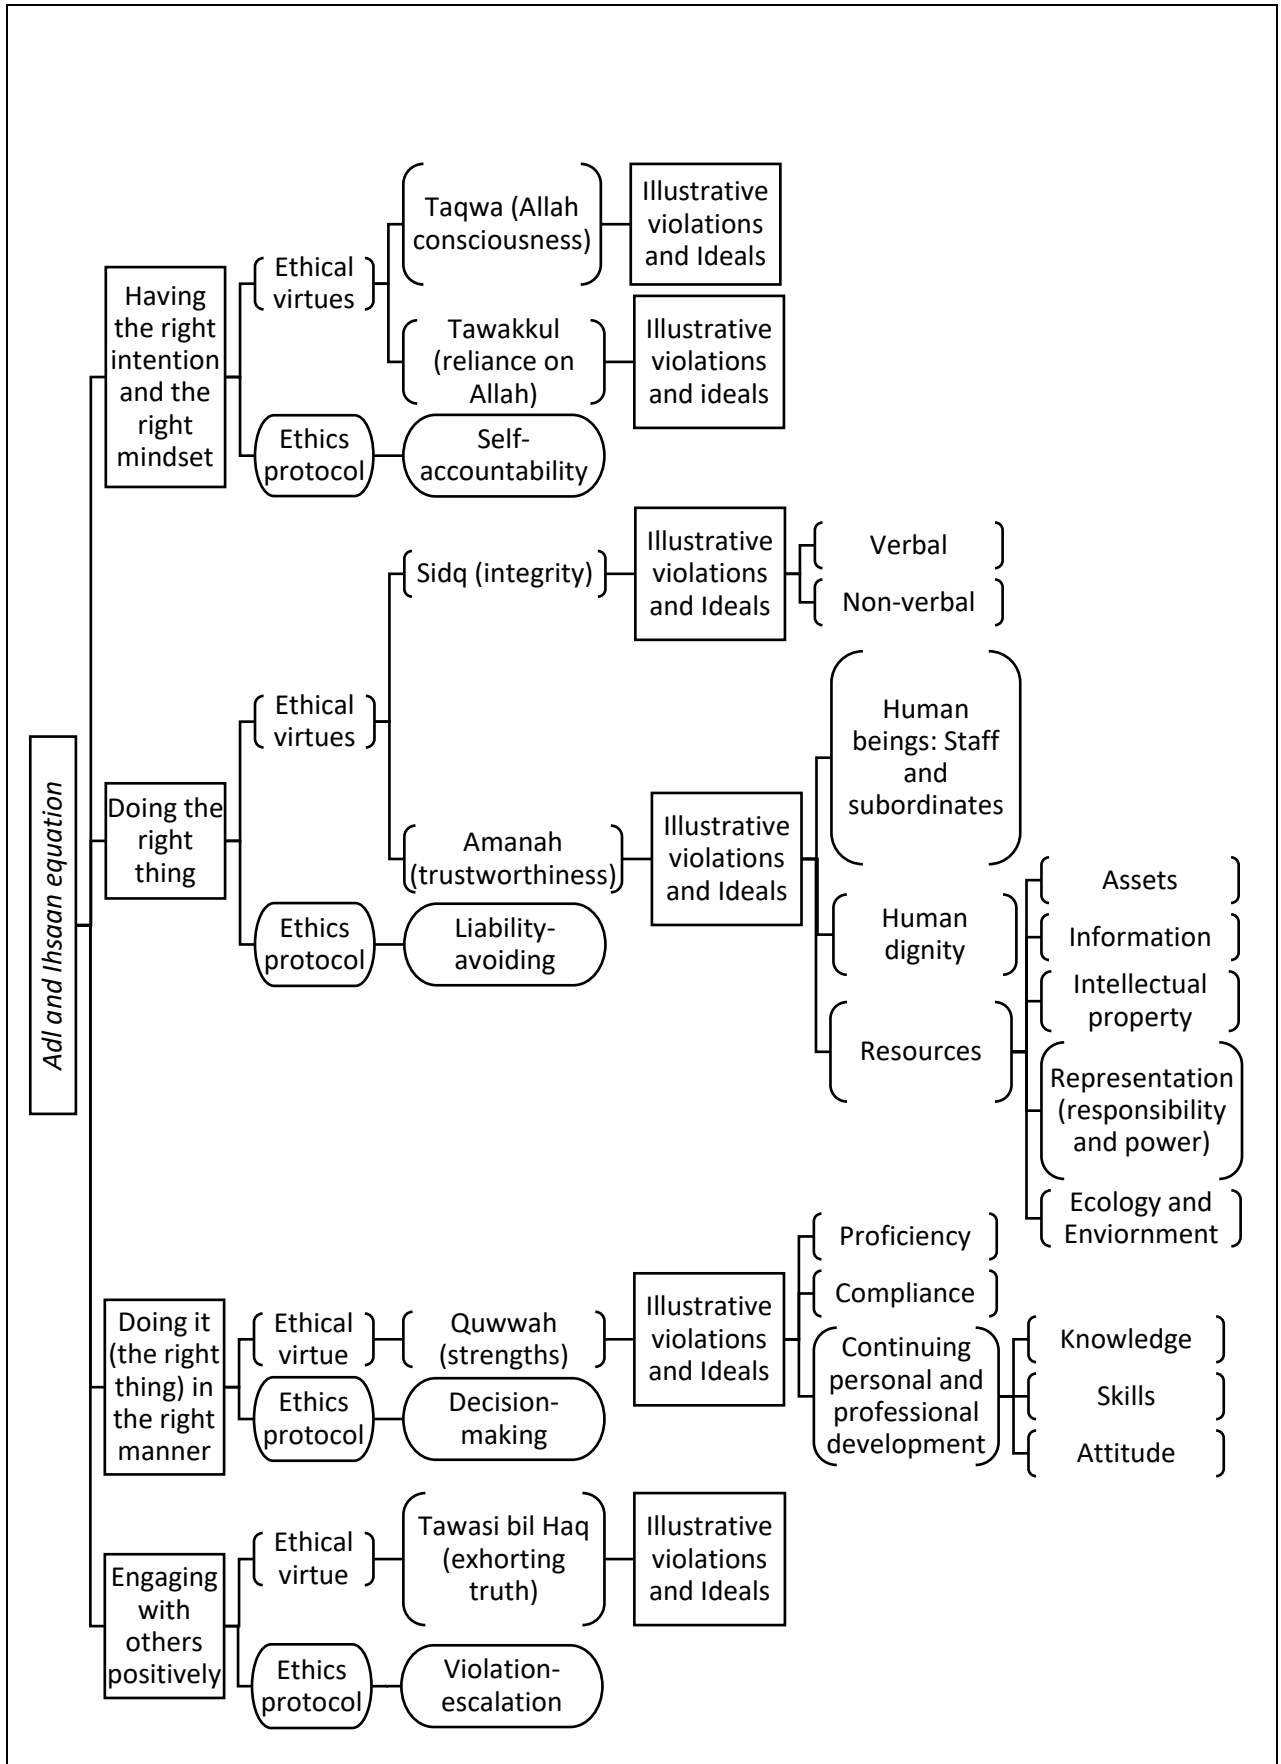 Adl and Ihsaan equation
Having
the right
intention
and the
right
mindset
Ethical
virtues
Taqwa (Allah
consciousness)
Illustrative
violations
and Ideals
Tawakkul
(reliance on
Allah)
Illustrative
violations
and ideals
Ethics
protocol
Self-
accountability
Doing the
right
thing
Ethical
virtues
Sidq (integrity)
Illustrative
violations
and Ideals
Verbal
Non-verbal
Amanah
(trustworthiness)
Illustrative
violations
and Ideals
Human
beings: Staff
and
subordinates
Human
dignity
Resources
Assets
Information
Intellectual
property
Representation
(responsibility
and power)
Ecology and
Enviornment
Ethics
protocol
Liability-
avoiding
Doing it
(the right
thing) in
the right
manner
Ethical
virtue
Quwwah
(strengths)
Illustrative
violations
and Ideals
Proficiency
Compliance
Continuing
personal and
professional
development
Knowledge
Skills
Attitude
Ethics
protocol
Decision-
making
Engaging
with
others
positively
Ethical
virtue
Tawasi bil Haq
(exhorting
truth)
Illustrative
violations
and Ideals
Ethics
protocol
Violation-
escalation